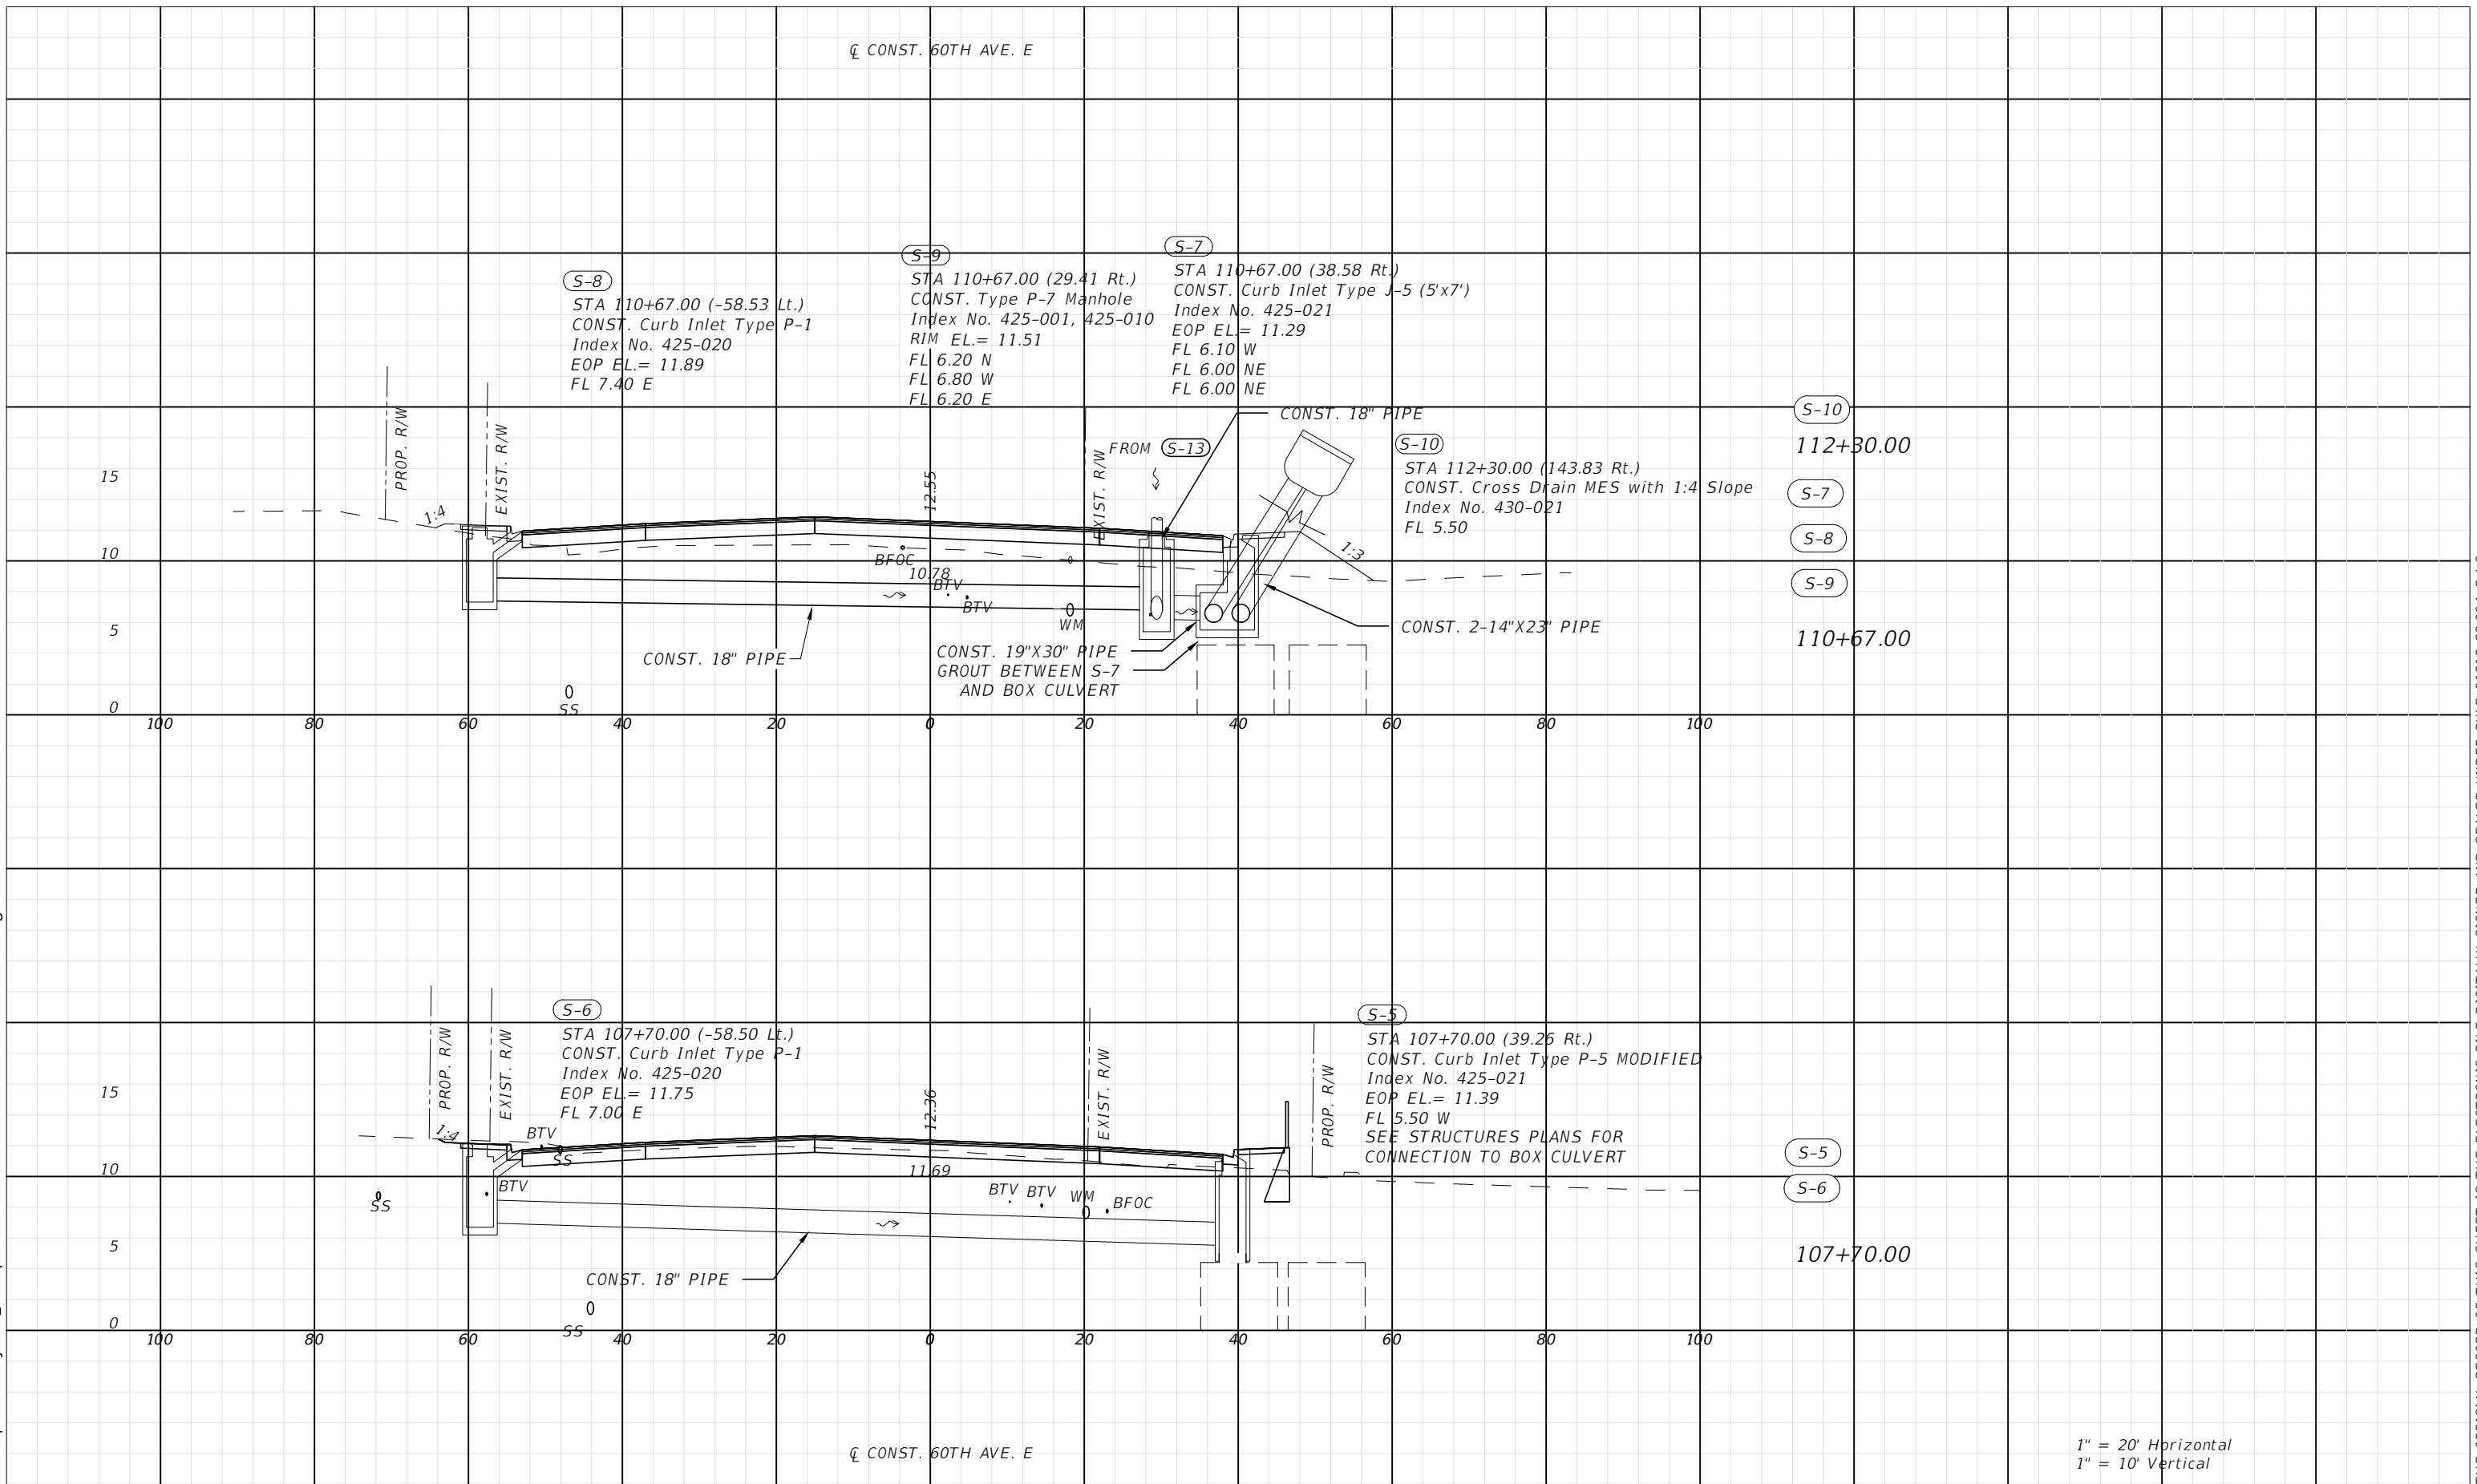 ℄ CONST. 60TH AVE. E
S-8
STA 110+67.00 (-58.53 Lt.)
CONST. Curb Inlet Type P-1
Index No. 425-020
EOP EL.= 11.89
FL 7.40 E
S-9
STA 110+67.00 (29.41 Rt.)
CONST. Type P-7 Manhole
Index No. 425-001, 425-010
RIM EL.= 11.51
FL 6.20 N
FL 6.80 W
FL 6.20 E
S-7
STA 110+67.00 (38.58 Rt.)
CONST. Curb Inlet Type J-5 (5'x7')
Index No. 425-021
EOP EL.= 11.29
FL 6.10 W
FL 6.00 NE
FL 6.00 NE
CONST. 18" PIPE
FROM S-13
S-10
STA 112+30.00 (143.83 Rt.)
CONST. Cross Drain MES with 1:4 Slope
Index No. 430-021
FL 5.50
S-10
112+30.00
S-7
S-8
S-9
110+67.00
PROP. R/W
EXIST. R/W
12.55
EXIST. R/W
1:4
1:3
15
10
5
0
BFOC
10.78
BTV
BTV
WM
CONST. 18" PIPE
CONST. 19"X30" PIPE
GROUT BETWEEN S-7
AND BOX CULVERT
CONST. 2-14"X23" PIPE
SS
100 80 60 40 20 0 20 40 60 80 100
S-6
STA 107+70.00 (-58.50 Lt.)
CONST. Curb Inlet Type P-1
Index No. 425-020
EOP EL.= 11.75
FL 7.00 E
S-5
STA 107+70.00 (39.26 Rt.)
CONST. Curb Inlet Type P-5 MODIFIED
Index No. 425-021
EOP EL.= 11.39
FL 5.50 W
SEE STRUCTURES PLANS FOR
CONNECTION TO BOX CULVERT
S-5
S-6
107+70.00
PROP. R/W
EXIST. R/W
12.36
EXIST. R/W
PROP. R/W
1:4
15
10
5
0
BTV
SS
11.69
SS
BTV
BTV
BTV
WM
BFOC
CONST. 18" PIPE
SS
100 80 60 40 20 0 20 40 60 80 100
℄ CONST. 60TH AVE. E
1" = 20' Horizontal
1" = 10' Vertical